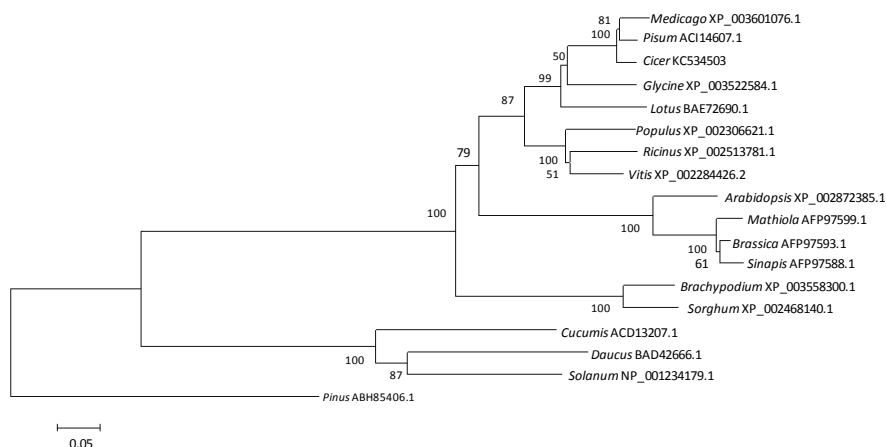 81
Medicago XP_003601076.1
100
Pisum ACI14607.1
Cicer KC534503
50
Glycine XP_003522584.1
99
Lotus BAE72690.1
87
Populus XP_002306621.1
Ricinus XP_002513781.1
100
51
Vitis XP_002284426.2
79
Arabidopsis XP_002872385.1
100
Mathiola AFP97599.1
100
Brassica AFP97593.1
61
Sinapis AFP97588.1
100
Brachypodium XP_003558300.1
100
Sorghum XP_002468140.1
Cucumis ACD13207.1
100
Daucus BAD42666.1
87
Solanum NP_001234179.1
Pinus ABH85406.1
0.05